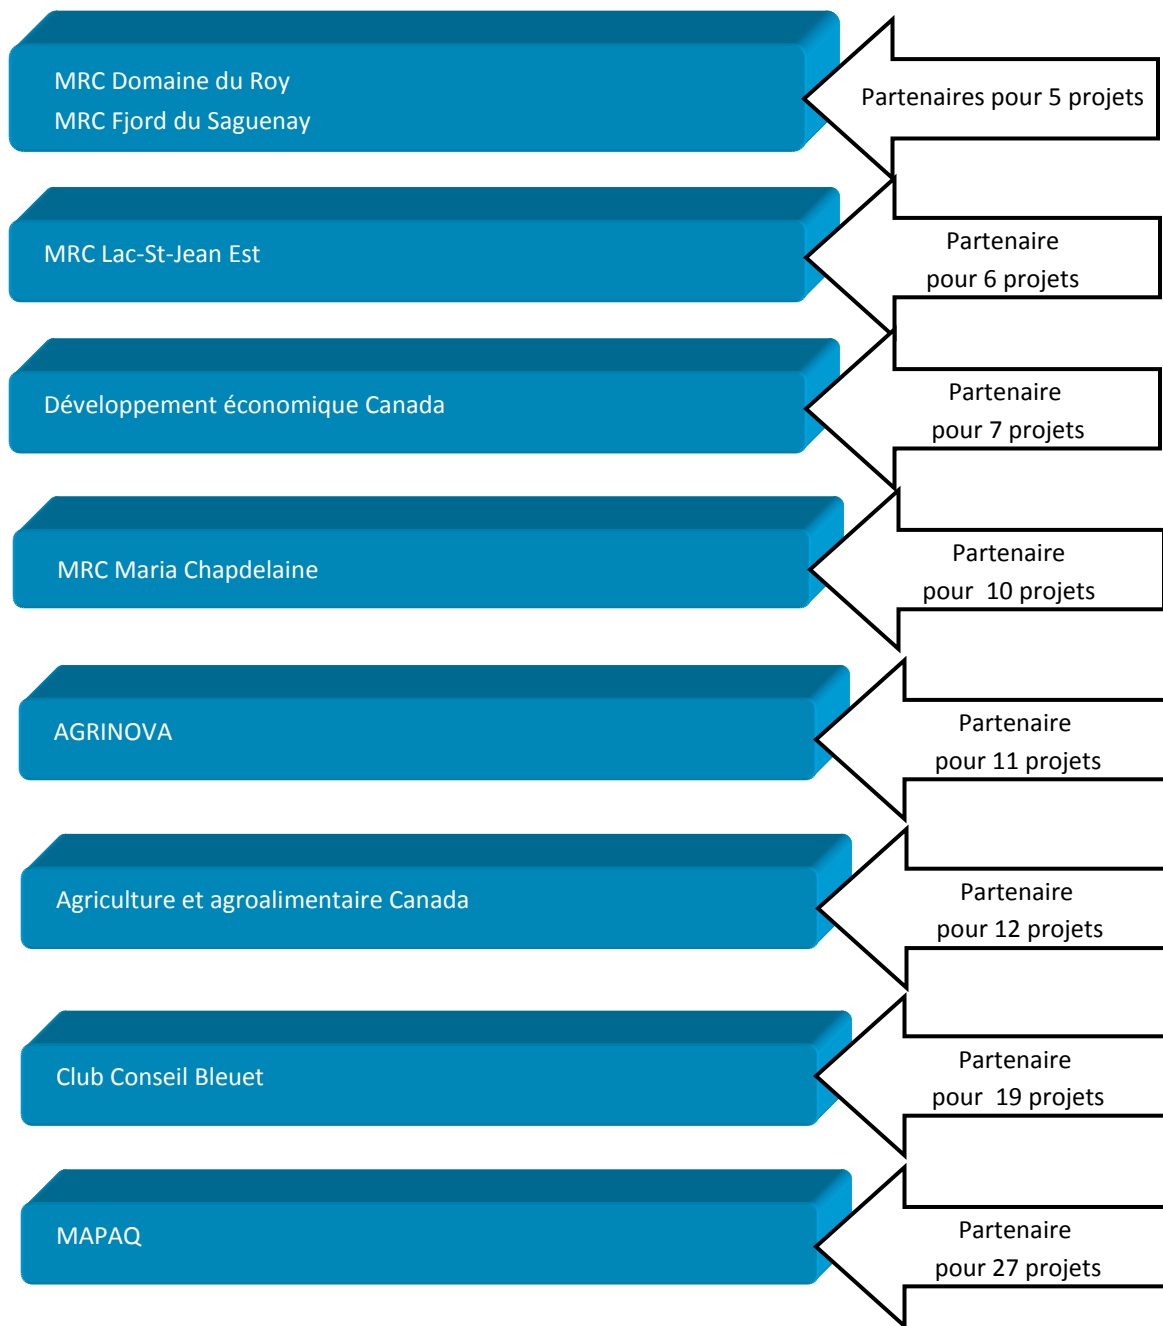 MRC Domaine du Roy
MRC Fjord du Saguenay
Partenaires pour 5 projets
MRC Lac-St-Jean Est
Partenaire
pour 6 projets
Développement économique Canada
Partenaire
pour 7 projets
MRC Maria Chapdelaine
Partenaire
pour  10 projets
AGRINOVA
Partenaire
pour 11 projets
Agriculture et agroalimentaire Canada
Partenaire
pour 12 projets
Club Conseil Bleuet
Partenaire
pour  19 projets
MAPAQ
Partenaire
pour 27 projets